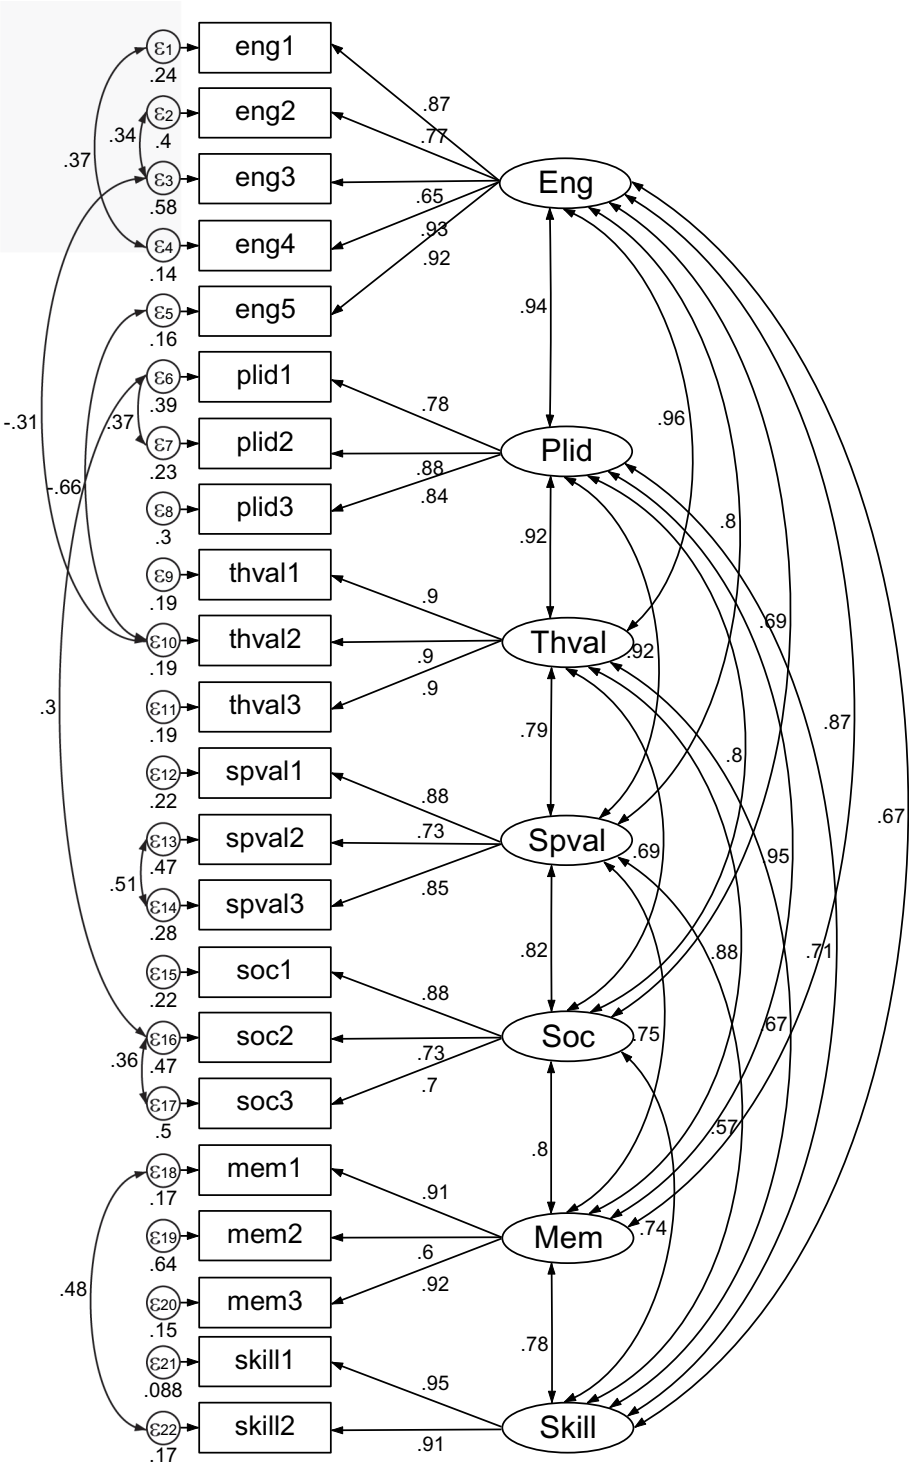 ε1 eng1
.24
.87
ε2 eng2
.34 .4
.77
.37
ε3 eng3
.58
Eng
.65
ε4 eng4
.93
.14
.92
ε5 eng5
.94
.16
ε6 plid1
.39
.78
.96
-.31 .37
ε7 plid2
.23
Plid
.88
-.66
.84
ε8 plid3
.3
.92
.8
ε9 thval1
.19
.9
.69
ε10 thval2
.19
Thval
.92
.9
.9
ε11 thval3
.3
.19
.79
.87
.8
ε12 spval1
.22
.88
.67
.73
ε13 spval2
.47
Spval
.69
.95
.51
.85
ε14 spval3
.28
.82
.88
.71
ε15 soc1
.22
.88
ε16 soc2
Soc
.67
.75
.36 .47
.73
.7
ε17 soc3
.5
.57
.8
ε18 mem1
.17
.91
ε19 mem2
Mem
.74
.64
.6
.92
.48
ε20 mem3
.15
.78
ε21 skill1
.088
.95
ε22 skill2
.17
Skill
.91